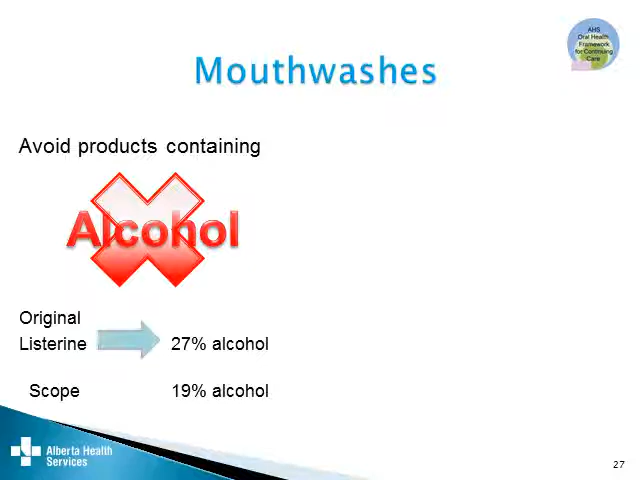 AHS
Oral Health
Framework
for Continuing
Care
Mouthwashes
Avoid products containing
Alcohol
Original
Listerine 27% alcohol
Scope 19% alcohol
Alberta Health
Services
27